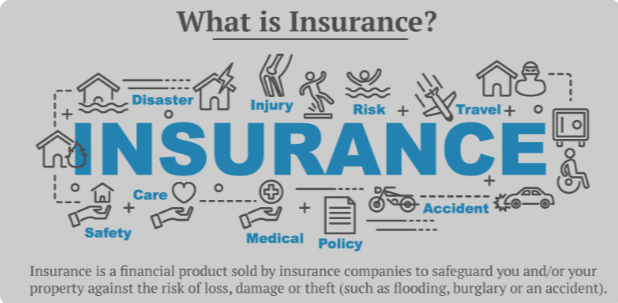 What is Insurance?
Disaster
Injury
Risk
Travel
INSURANCE
Care
Safety
Medical
Policy
Accident
Insurance is a financial product sold by insurance companies to safeguard you and/or your
property against the risk of loss, damage or theft (such as flooding, burglary or an accident).